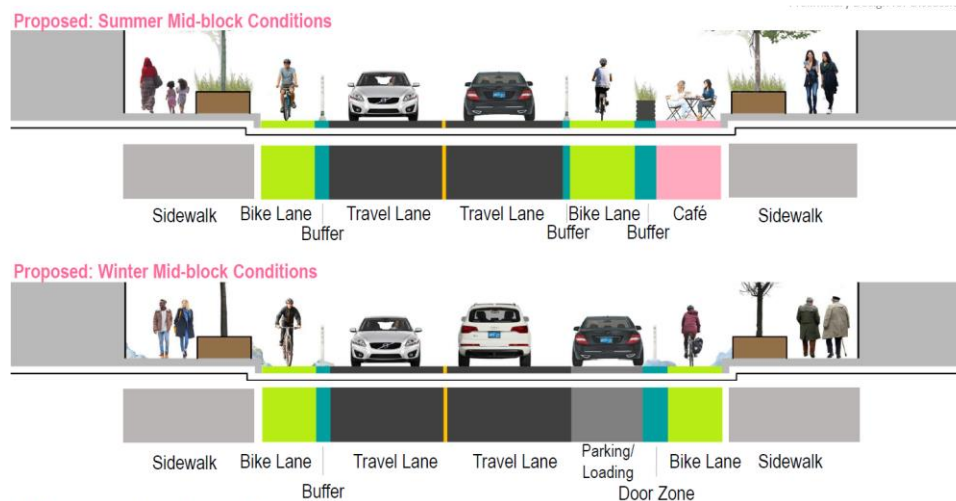 Proposed: Summer Mid-block Conditions
Sidewalk Bike Lane Travel Lane Travel Lane Bike Lane Café Sidewalk
Buffer Buffer Buffer
Proposed: Winter Mid-block Conditions
Sidewalk Bike Lane Travel Lane Travel Lane Parking/ Bike Lane Sidewalk
Loading
Buffer Door Zone